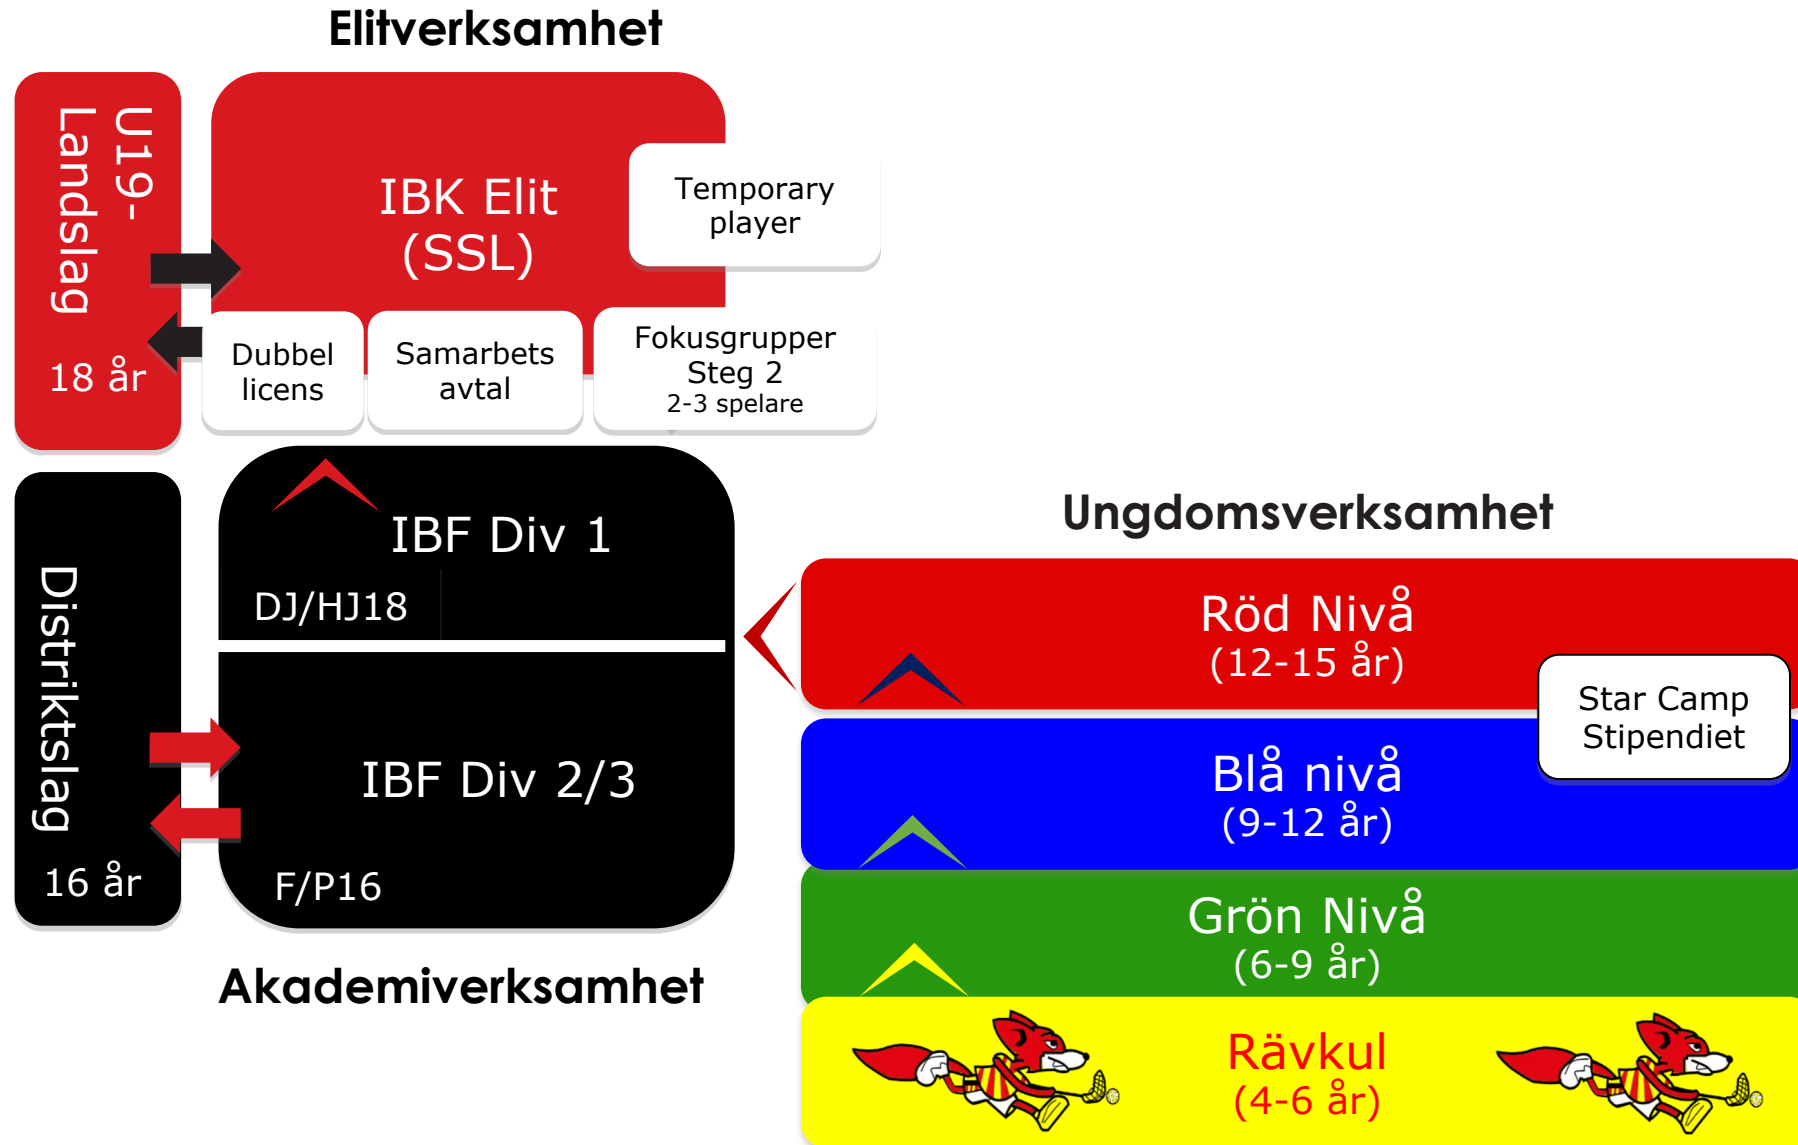 Elitverksamhet
U19-
Landslag
18 år
IBK Elit
(SSL)
Temporary
player
Dubbel
licens
Samarbets
avtal
Fokusgrupper
Steg 2
2-3 spelare
Distriktslag
16 år
IBF Div 1
DJ/HJ18
IBF Div 2/3
F/P16
Akademiverksamhet
Ungdomsverksamhet
Röd Nivå
(12-15 år)
Star Camp
Stipendiet
Blå nivå
(9-12 år)
Grön Nivå
(6-9 år)
Rävkul
(4-6 år)